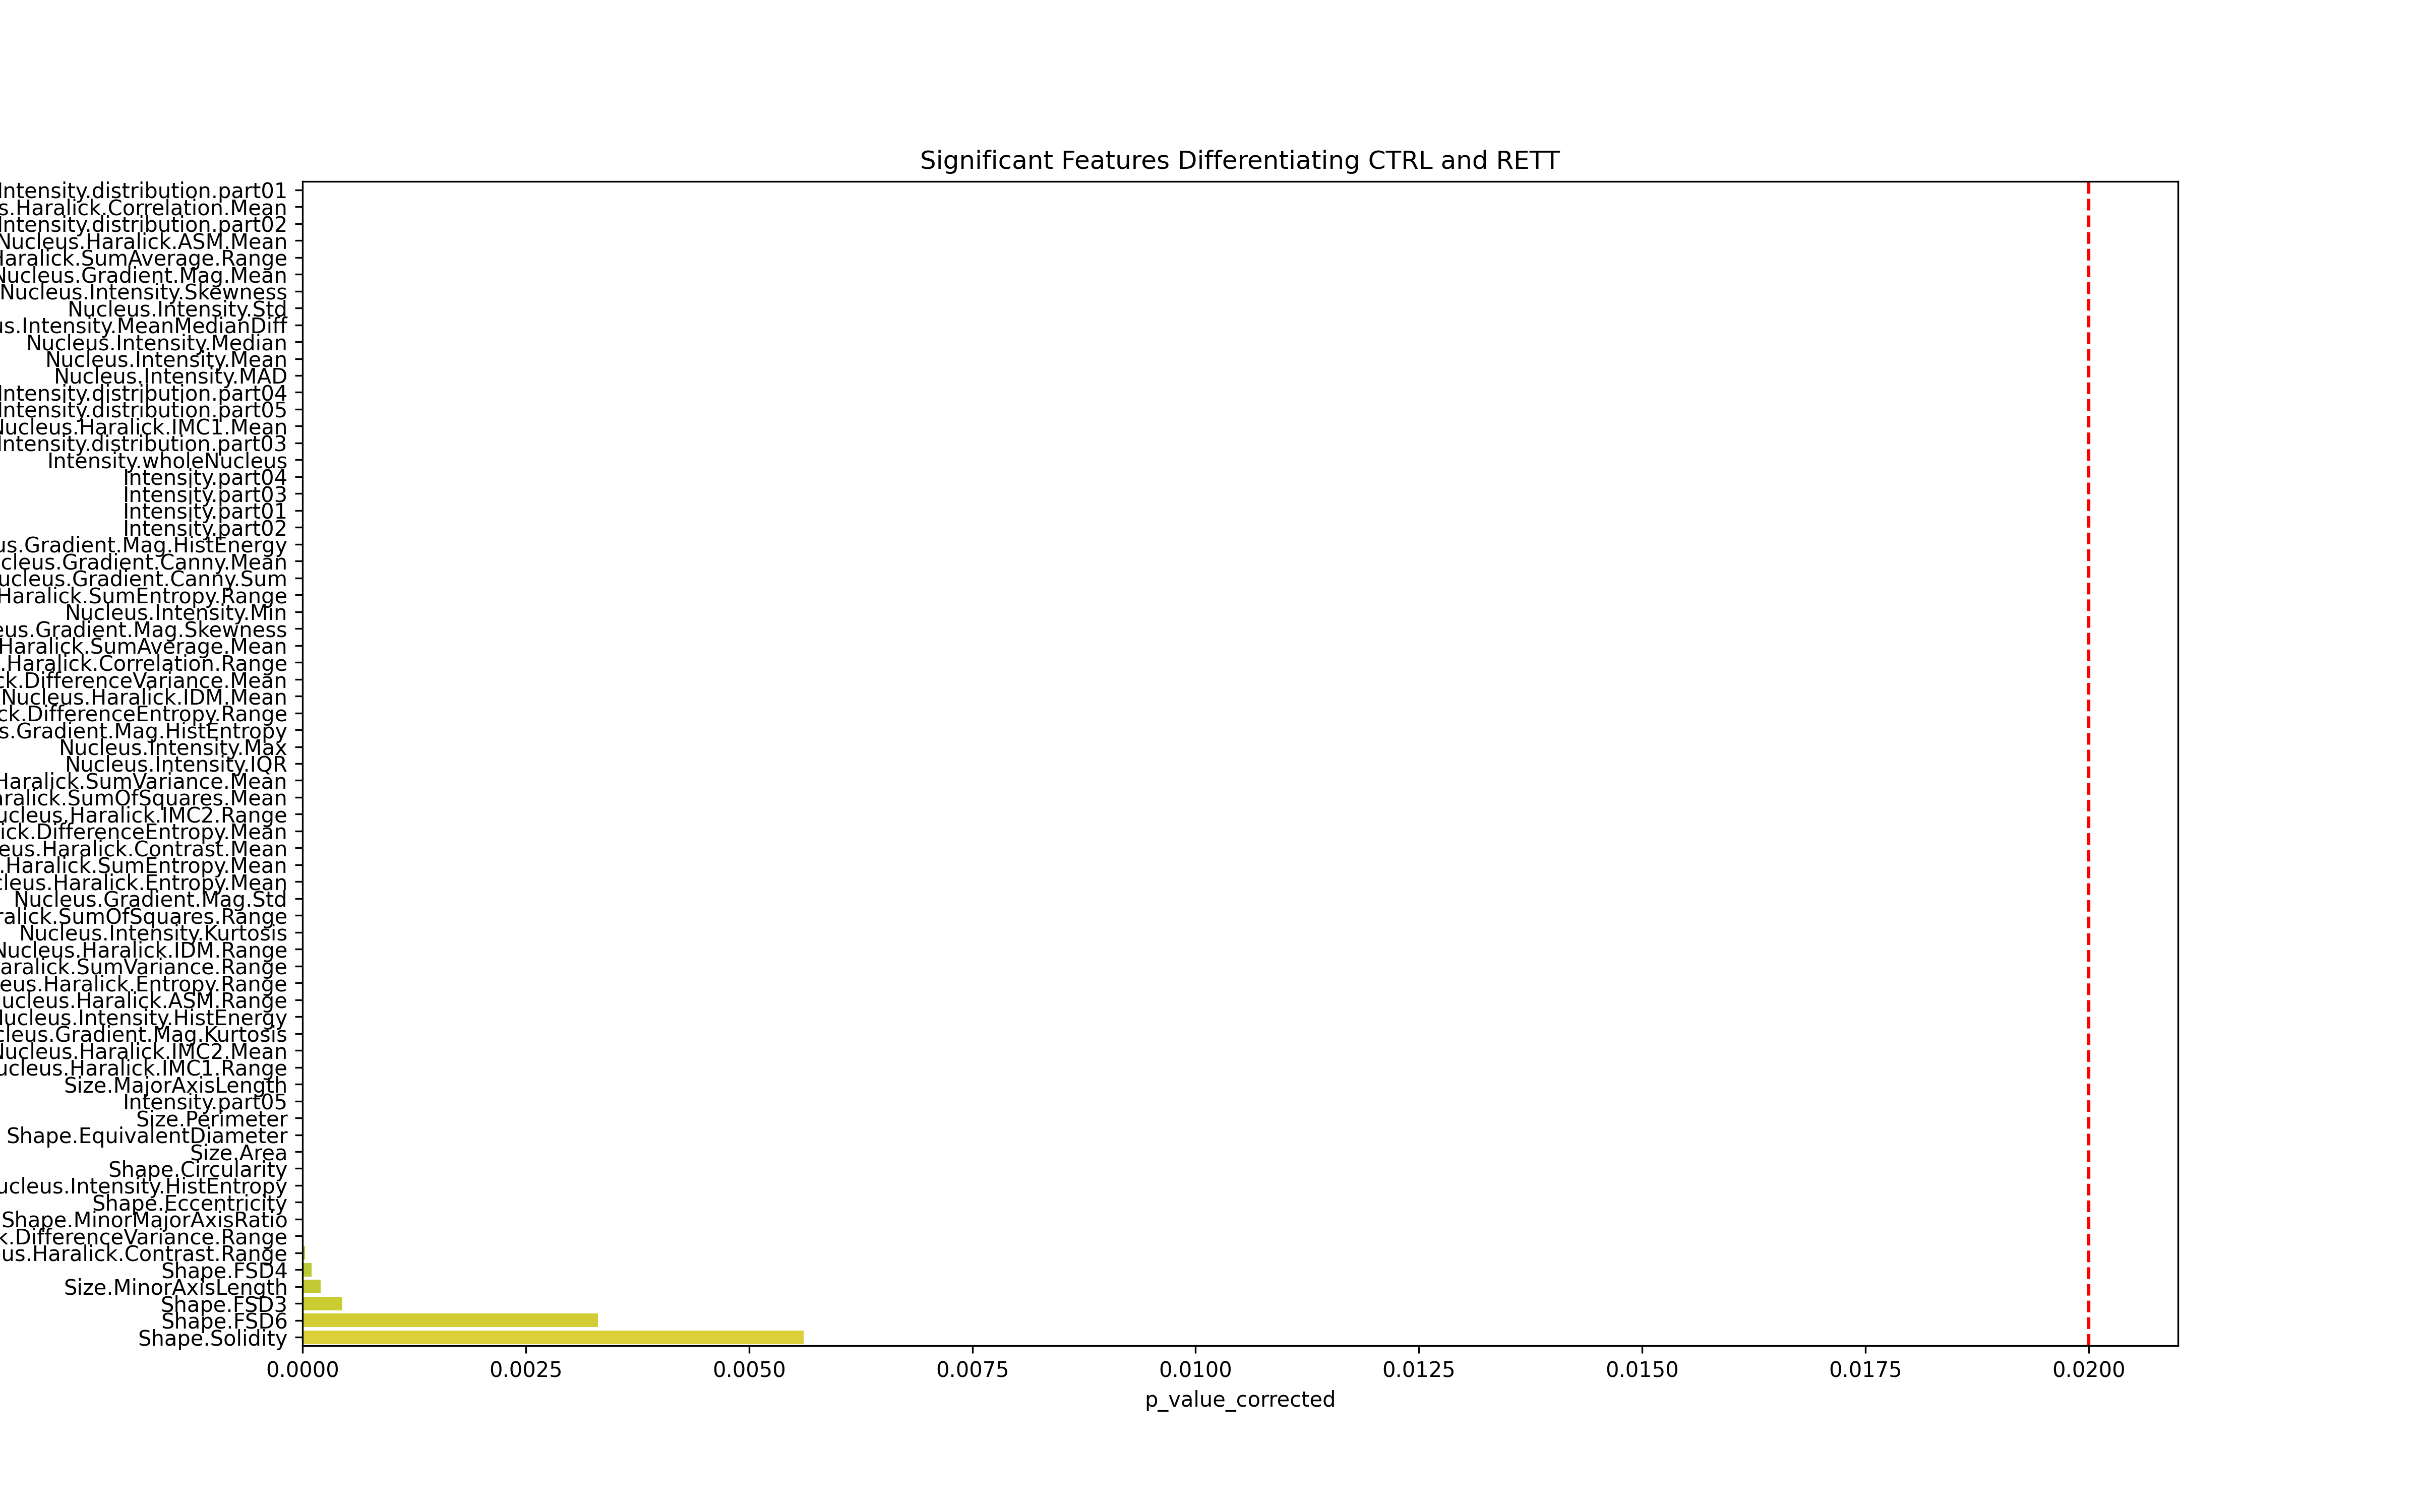 Significant Features Differentiating CTRL and RETT
Intensity.distribution.part01
s.Haralick.Correlation.Mean
Intensity.distribution.part02
Nucleus.Haralick.ASM.Mean
Haralick.SumAverage.Range
Nucleus.Gradient.Mag.Mean
Nucleus.Intensity.Skewness
Nucleus.Intensity.Std
us.Intensity.MeanMedianDiff
Nucleus.Intensity.Median
Nucleus.Intensity.Mean
Nucleus.Intensity.MAD
Intensity.distribution.part04
Intensity.distribution.part05
Nucleus.Haralick.IMC1.Mean
Intensity.distribution.part03
Intensity.wholeNucleus
Intensity.part04
Intensity.part03
Intensity.part01
Intensity.part02
us.Gradient.Mag.HistEnergy
cleus.Gradient.Canny.Mean
ucleus.Gradient.Canny.Sum
Haralick.SumEntropy.Range
Nucleus.Intensity.Min
eus.Gradient.Mag.Skewness
Haralick.SumAverage.Mean
.Haralick.Correlation.Range
ck.DifferenceVariance.Mean
Nucleus.Haralick.IDM.Mean
ck.DifferenceEntropy.Range
s.Gradient.Mag.HistEntropy
Nucleus.Intensity.Max
Nucleus.Intensity.IQR
Haralick.SumVariance.Mean
aralick.SumOfSquares.Mean
ucleus.Haralick.IMC2.Range
ick.DifferenceEntropy.Mean
eus.Haralick.Contrast.Mean
.Haralick.SumEntropy.Mean
cleus.Haralick.Entropy.Mean
Nucleus.Gradient.Mag.Std
ralick.SumOfSquares.Range
Nucleus.Intensity.Kurtosis
Nucleus.Haralick.IDM.Range
aralick.SumVariance.Range
eus.Haralick.Entropy.Range
ucleus.Haralick.ASM.Range
Nucleus.Intensity.HistEnergy
cleus.Gradient.Mag.Kurtosis
Nucleus.Haralick.IMC2.Mean
ucleus.Haralick.IMC1.Range
Size.MajorAxisLength
Intensity.part05
Size.Perimeter
Shape.EquivalentDiameter
Size.Area
Shape.Circularity
ucleus.Intensity.HistEntropy
Shape.Eccentricity
Shape.MinorMajorAxisRatio
k.DifferenceVariance.Range
us.Haralick.Contrast.Range
Shape.FSD4
Size.MinorAxisLength
Shape.FSD3
Shape.FSD6
Shape.Solidity
0.0000 0.0025 0.0050 0.0075 0.0100 0.0125 0.0150 0.0175 0.0200
p_value_corrected